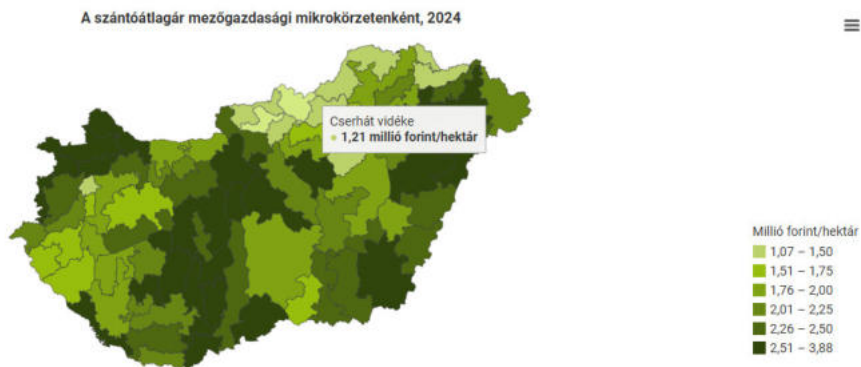 A szántóátlagár mezőgazdasági mikrokörzetenként, 2024
Cserhát vidéke
● 1,21 millió forint/hektár
Millió forint/hektár
1,07 – 1,50
1,51 – 1,75
1,76 – 2,00
2,01 – 2,25
2,26 – 2,50
2,51 – 3,88